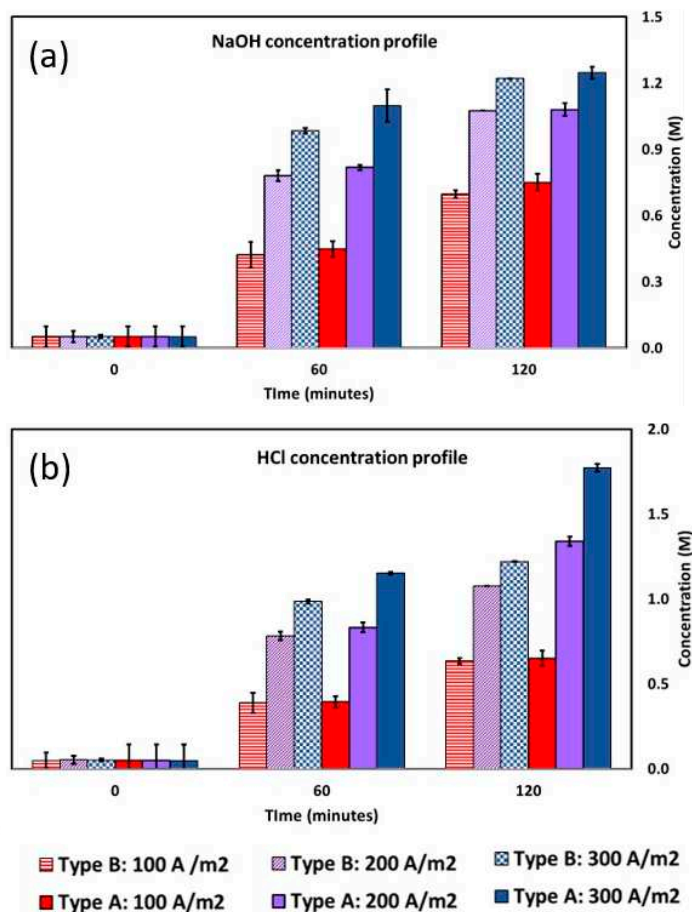 (a)
NaOH concentration profile
1.5
1.2
0.9
0.6
0.3
0.0
Concentration (M)
0 60 120
TIme (minutes)
(b)
HCl concentration profile
2.0
1.5
1.0
0.5
0.0
Concentration (M)
0 60 120
TIme (minutes)
Type B: 100 A /m2 Type B: 200 A/m2 Type B: 300 A/m2
Type A: 100 A/m2 Type A: 200 A/m2 Type A: 300 A/m2